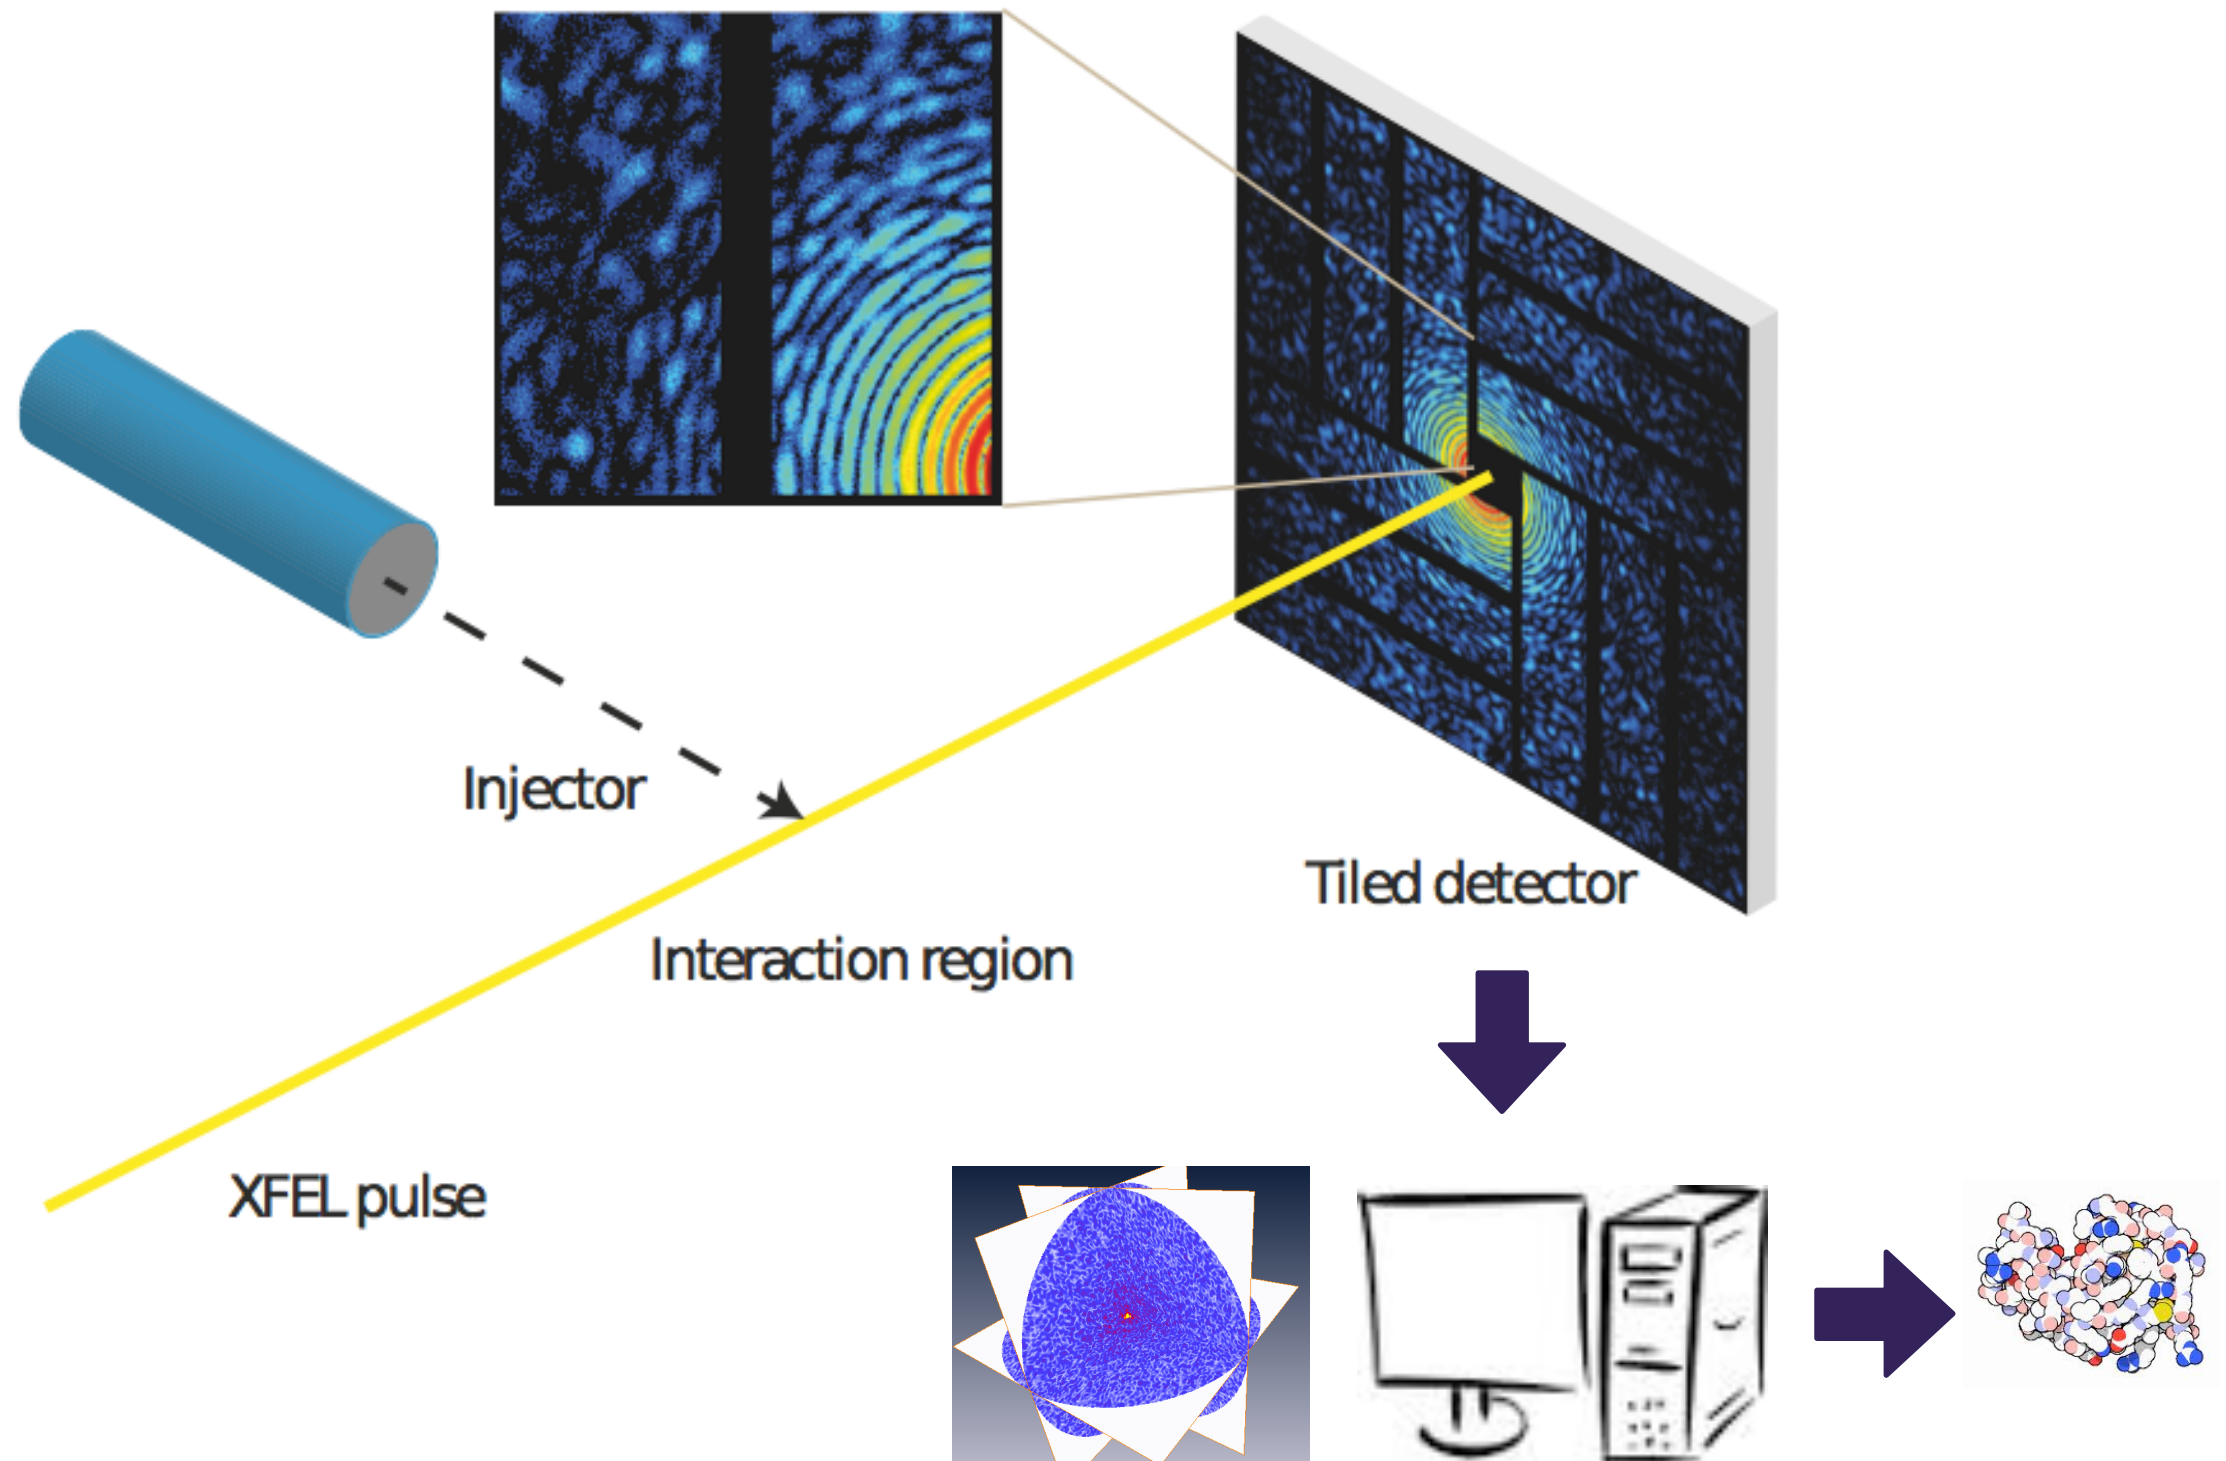 Injector
Tiled detector
Interaction region
XFEL pulse